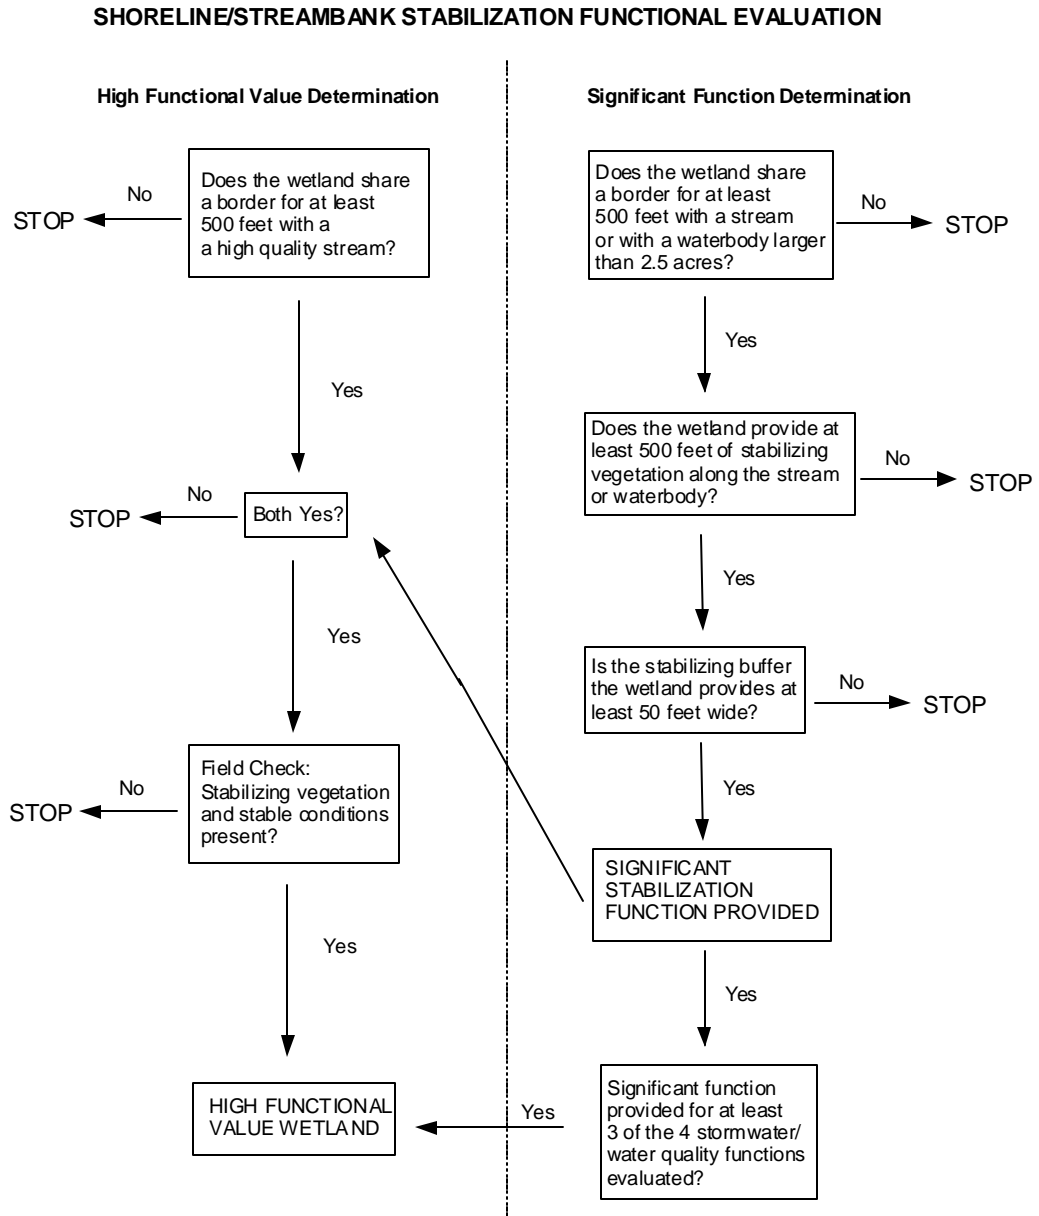 SHORELINE/STREAMBANK STABILIZATION FUNCTIONAL EVALUATION
High Functional Value Determination
Does the wetland share
a border for at least
500 feet with a
a high quality stream?
No
STOP
Yes
Both Yes?
No
STOP
Yes
Field Check:
Stabilizing vegetation
and stable conditions
present?
No
STOP
Yes
HIGH FUNCTIONAL
VALUE WETLAND
Significant Function Determination
Does the wetland share
a border for at least
500 feet with a stream
or with a waterbody larger
than 2.5 acres?
No
STOP
Yes
Does the wetland provide at
least 500 feet of stabilizing
vegetation along the stream
or waterbody?
No
STOP
Yes
Is the stabilizing buffer
the wetland provides at
least 50 feet wide?
No
STOP
Yes
SIGNIFICANT
STABILIZATION
FUNCTION PROVIDED
Yes
Significant function
provided for at least
3 of the 4 stormwater/
water quality functions
evaluated?
Yes